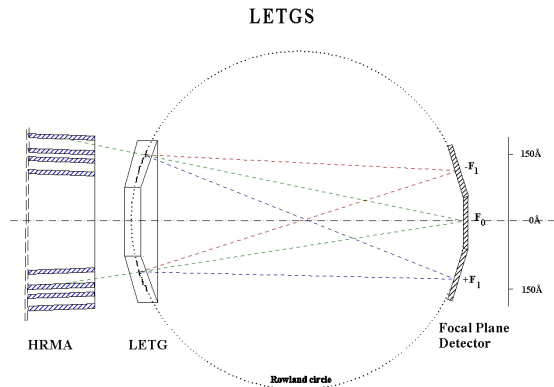 LETGS
150Å
-F1
F0
0Å
+F1
150Å
HRMA
LETG
Focal Plane
Detector
Rowland circle